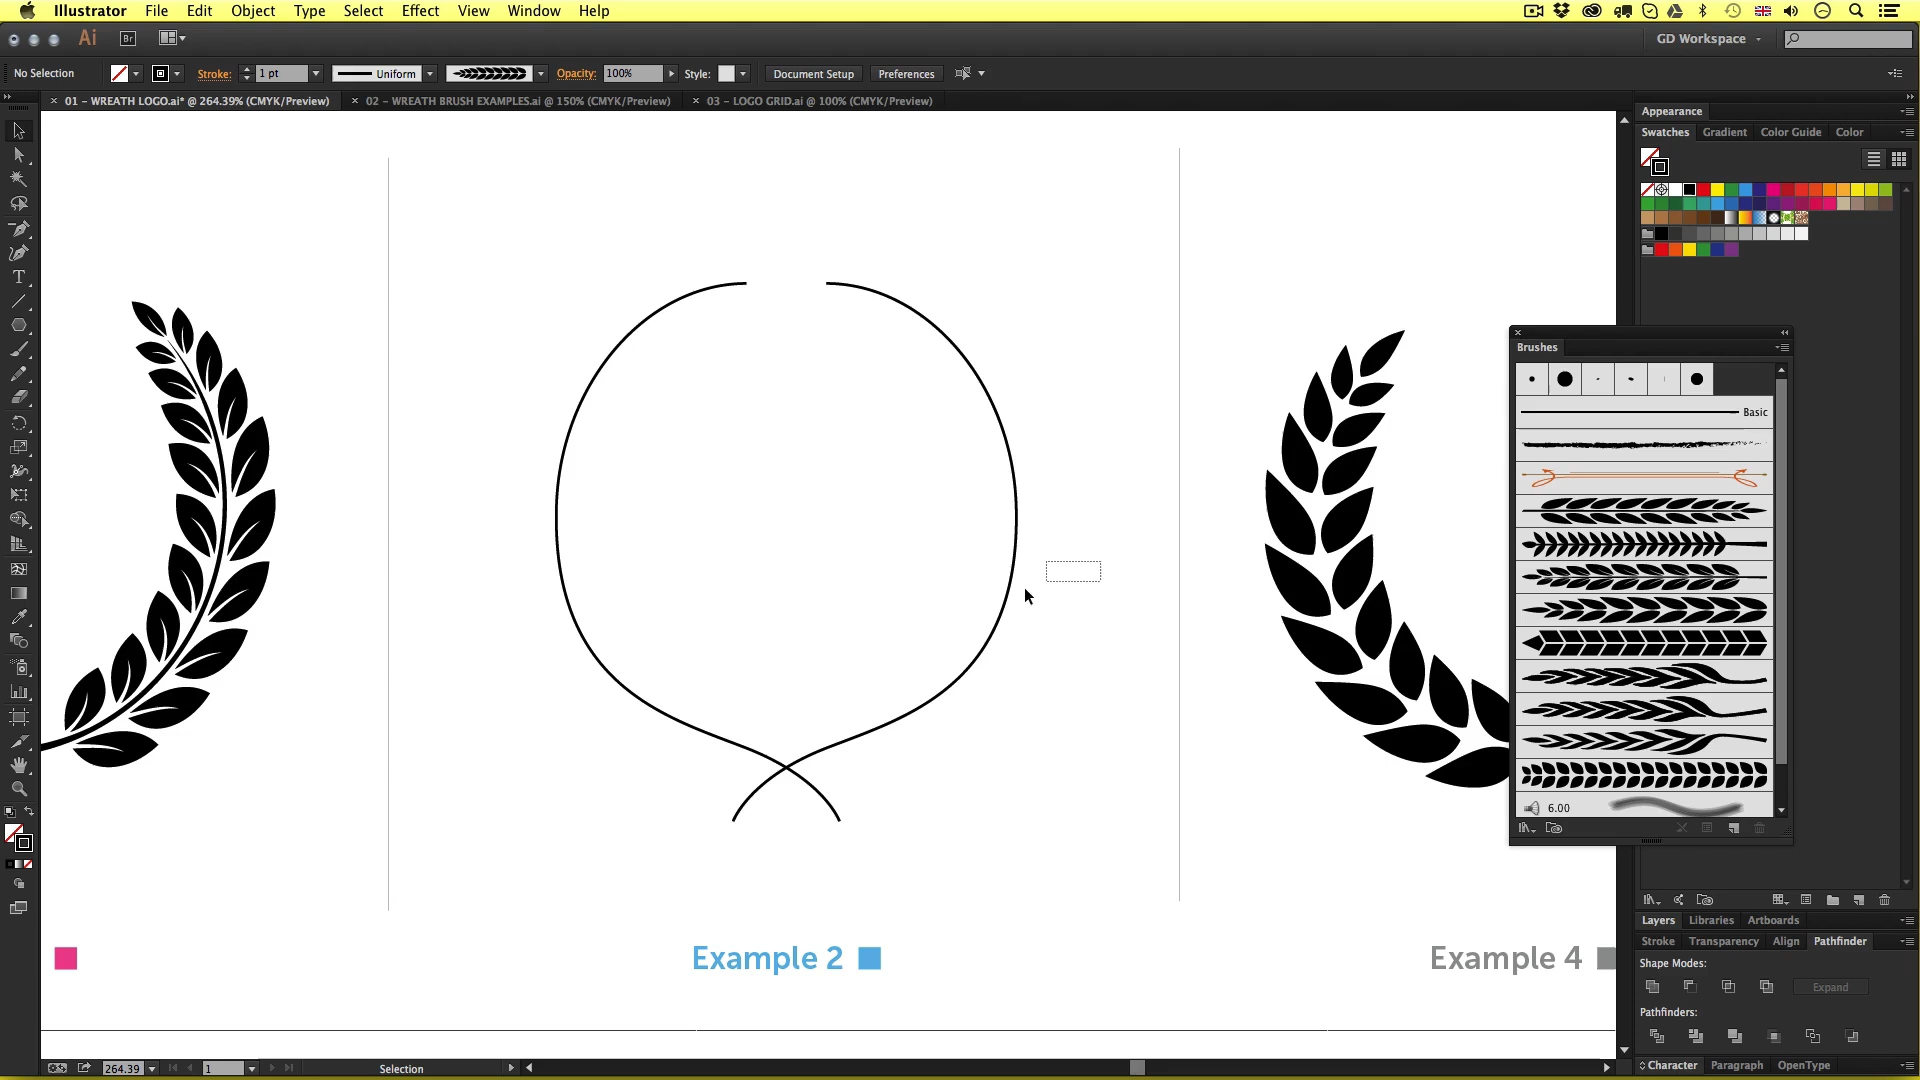 Illustrator File Edit Object Type Select Effect View Window Help
Ai Br GD Workspace
No Selection Stroke: 1 pt Uniform Opacity: 100% Style: Document Setup Preferences
01 – WREATH LOGO.ai* @ 264.39% (CMYK/Preview) 02 – WREATH BRUSH EXAMPLES.ai @ 150% (CMYK/Preview) 03 – LOGO GRID.ai @ 100% (CMYK/Preview)
Appearance
Swatches Gradient Color Guide Color
Brushes
Basic
6.00
Layers Libraries Artboards
Stroke Transparency Align Pathfinder
Shape Modes:
Expand
Pathfinders:
Character Paragraph OpenType
Example 2
Example 4
264.39 1 Selection